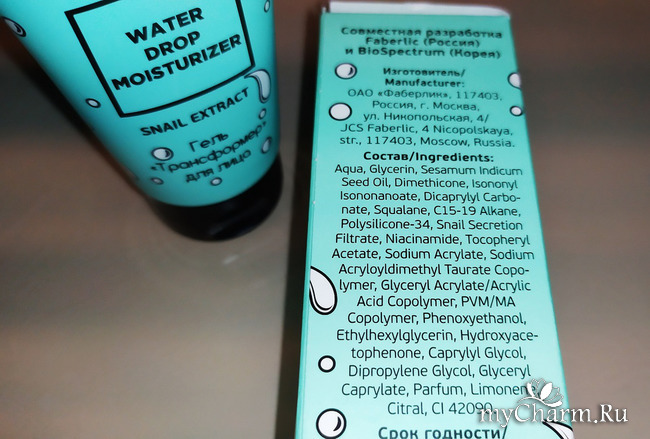 WATER
DROP
MOISTURIZER
SNAIL EXTRACT
Гель
«Трансформер»
для лица
Совместная разработка
Faberlic (Россия)
и BioSpectrum (Корея)
Изготовитель/
Manufacturer:
ОАО «Фаберлик», 117403,
Россия, г. Москва,
ул. Никопольская, 4/
JCS Faberlic, 4 Nicopolskaya,
str., 117403, Moscow, Russia.
Состав/Ingredients:
Aqua, Glycerin, Sesamum Indicum
Seed Oil, Dimethicone, Isononyl
Isononanoate, Dicaprylyl Carbo-
nate, Squalane, C15-19 Alkane,
Polysilicone-34, Snail Secretion
Filtrate, Niacinamide, Tocopheryl
Acetate, Sodium Acrylate, Sodium
Acryloyldimethyl Taurate Copo-
lymer, Glyceryl Acrylate/Acrylic
Acid Copolymer, PVM/MA
Copolymer, Phenoxyethanol,
Ethylhexylglycerin, Hydroxyace-
tophenone, Caprylyl Glycol,
Dipropylene Glycol, Glyceryl
Caprylate, Parfum, Limonene,
Citral, CI 42090.
Срок годности/
myCharm.Ru